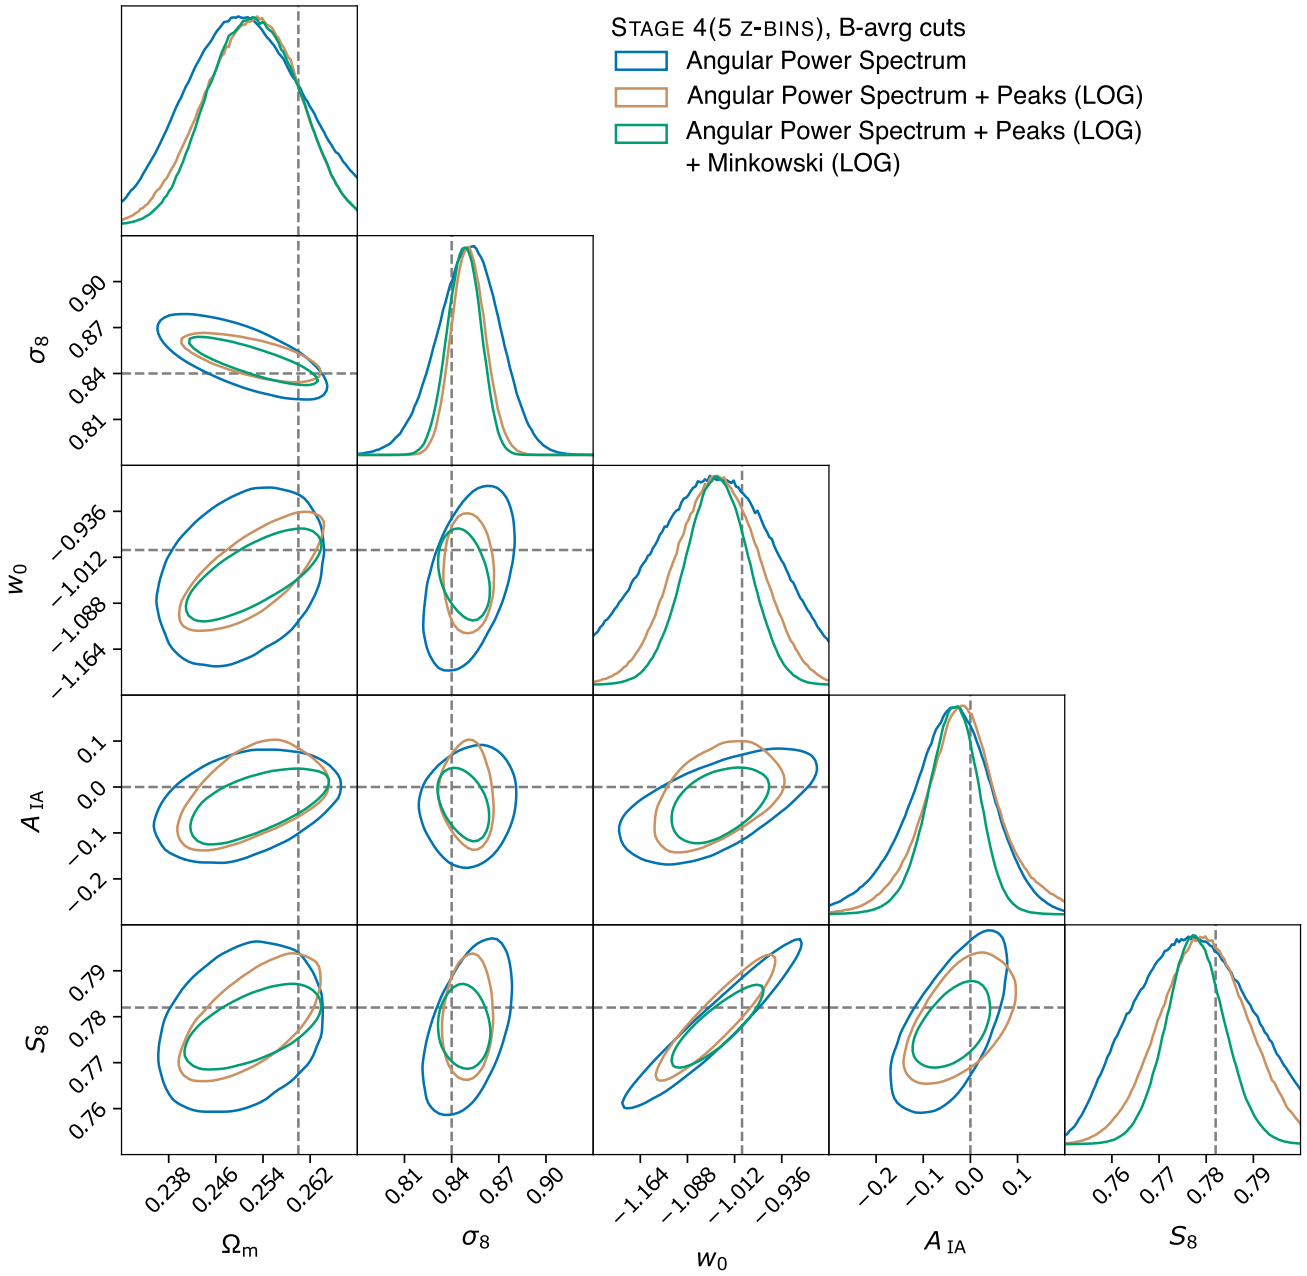 STAGE 4(5 Z-BINS), B-avrg cuts
Angular Power Spectrum
Angular Power Spectrum + Peaks (LOG)
Angular Power Spectrum + Peaks (LOG)
+ Minkowski (LOG)
σ8
0.90
0.87
0.84
0.81
w0
−0.936
−1.012
−1.088
−1.164
A IA
0.1
0.0
−0.1
−0.2
S8
0.79
0.78
0.77
0.76
0.238 0.246 0.254 0.262 0.81 0.84 0.87 0.90 −1.164 −1.088 −1.012 −0.936 −0.2 −0.1 0.0 0.1 0.76 0.77 0.78 0.79
Ωm σ8 w0 A IA S8